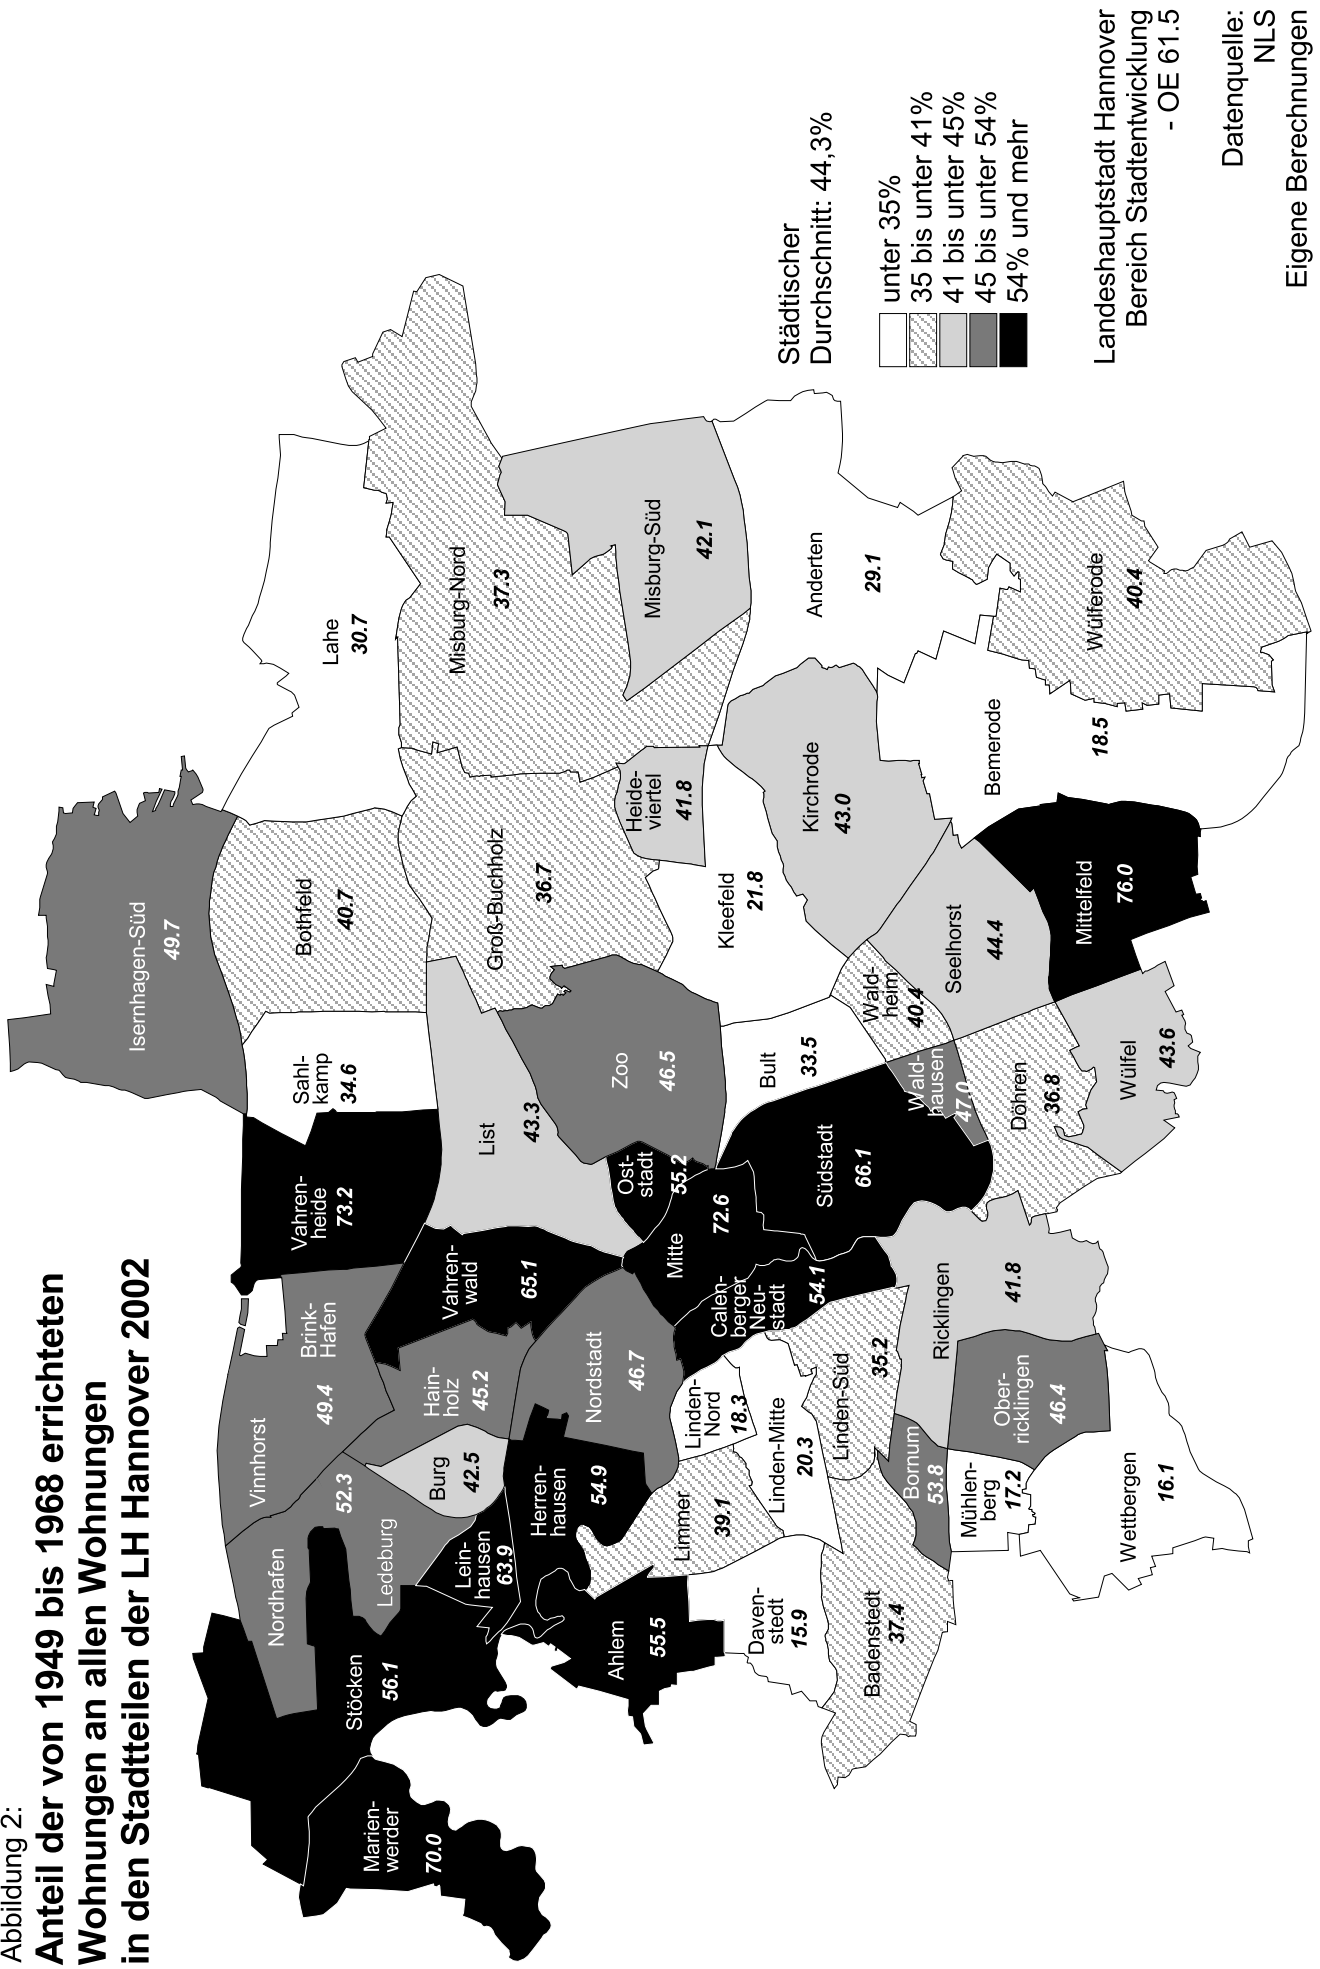 Abbildung 2:
Anteil der von 1949 bis 1968 errichteten
Wohnungen an allen Wohnungen
in den Stadtteilen der LH Hannover 2002
Marien-
werder
70.0
Stöcken
56.1
Nordhafen
Ledeburg
52.3
Vinnhorst
Brink-
Hafen
49.4
Hain-
holz
45.2
Burg
42.5
Lein-
hausen
63.9
Herren-
hausen
54.9
Nordstadt
46.7
Vahren-
heide
73.2
Vahren-
wald
65.1
Sahl-
kamp
34.6
List
43.3
Isernhagen-Süd
49.7
Bothfeld
40.7
Lahe
30.7
Groß-Buchholz
36.7
Misburg-Nord
37.3
Misburg-Süd
42.1
Heide-
viertel
41.8
Zoo
46.5
Ost-
stadt
55.2
Mitte
72.6
Calen-
berger
Neu-
stadt
54.1
Ahlem
55.5
Limmer
39.1
Linden-
Nord
18.3
Linden-Mitte
20.3
Linden-Süd
35.2
Daven-
stedt
15.9
Badenstedt
37.4
Bornum
53.8
Mühlen-
berg
17.2
Ober-
ricklingen
46.4
Ricklingen
41.8
Wettbergen
16.1
Südstadt
66.1
Bult
33.5
Kleefeld
21.8
Kirchrode
43.0
Anderten
29.1
Wald-
heim
40.4
Wald-
hausen
47.0
Seelhorst
44.4
Döhren
36.8
Wülfel
43.6
Mittelfeld
76.0
Bemerode
18.5
Wülferode
40.4
Städtischer
Durchschnitt: 44,3%
unter 35%
35 bis unter 41%
41 bis unter 45%
45 bis unter 54%
54% und mehr
Landeshauptstadt Hannover
Bereich Stadtentwicklung
- OE 61.5
Datenquelle:
NLS
Eigene Berechnungen